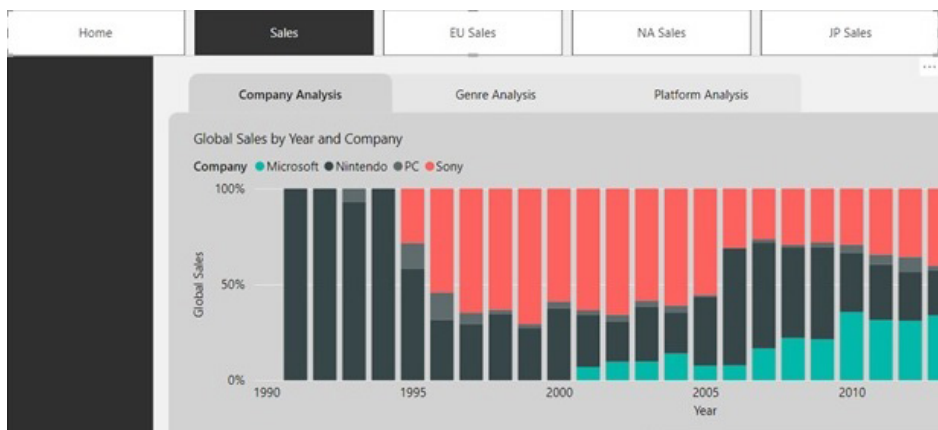 Home Sales EU Sales NA Sales JP Sales
Company Analysis Genre Analysis Platform Analysis
Global Sales by Year and Company
Company Microsoft Nintendo PC Sony
100%
50%
0%
Global Sales
1990 1995 2000 2005 2010
Year